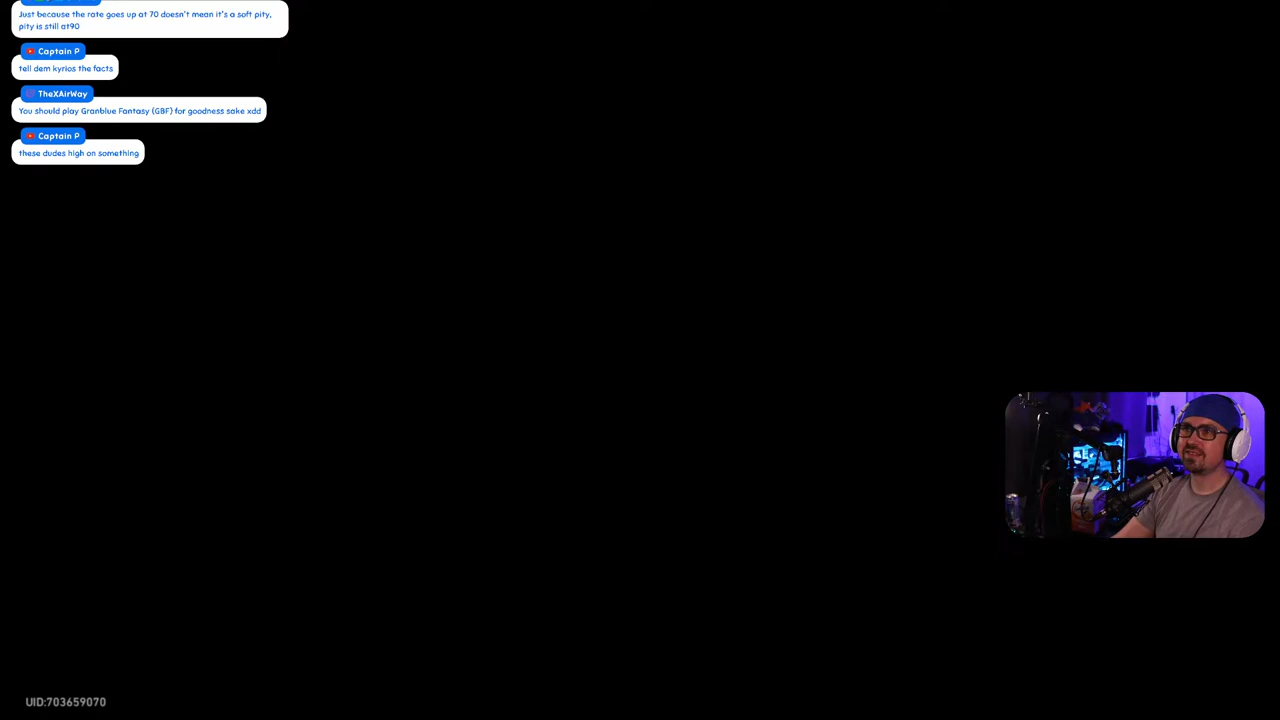 Just because the rate goes up at 70 doesn't mean it's a soft pity,
pity is still at90
Captain P
tell dem kyrios the facts
TheXAirWay
You should play Granblue Fantasy (GBF) for goodness sake xdd
Captain P
these dudes high on something
UID:703659070